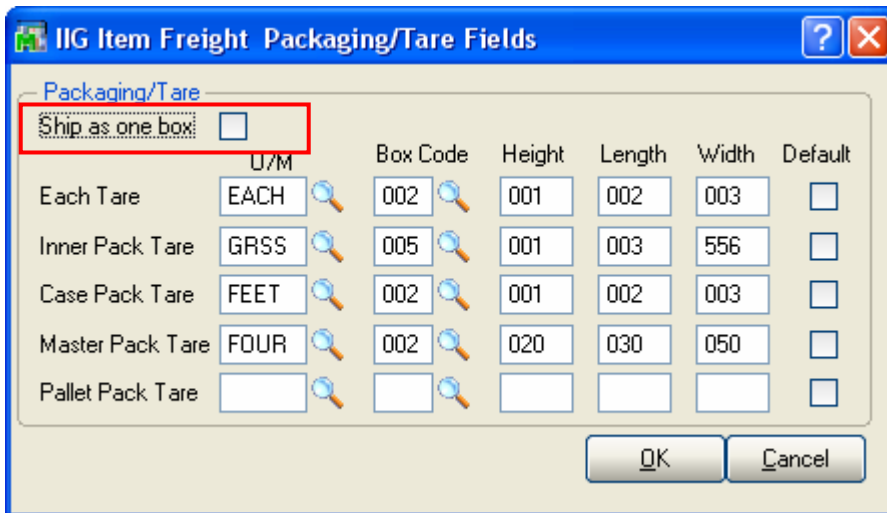 IIG Item Freight Packaging/Tare Fields
Packaging/Tare
Ship as one box
U/M Box Code Height Length Width Default
Each Tare EACH 002 001 002 003
Inner Pack Tare GRSS 005 001 003 556
Case Pack Tare FEET 002 001 002 003
Master Pack Tare FOUR 002 020 030 050
Pallet Pack Tare
OK Cancel